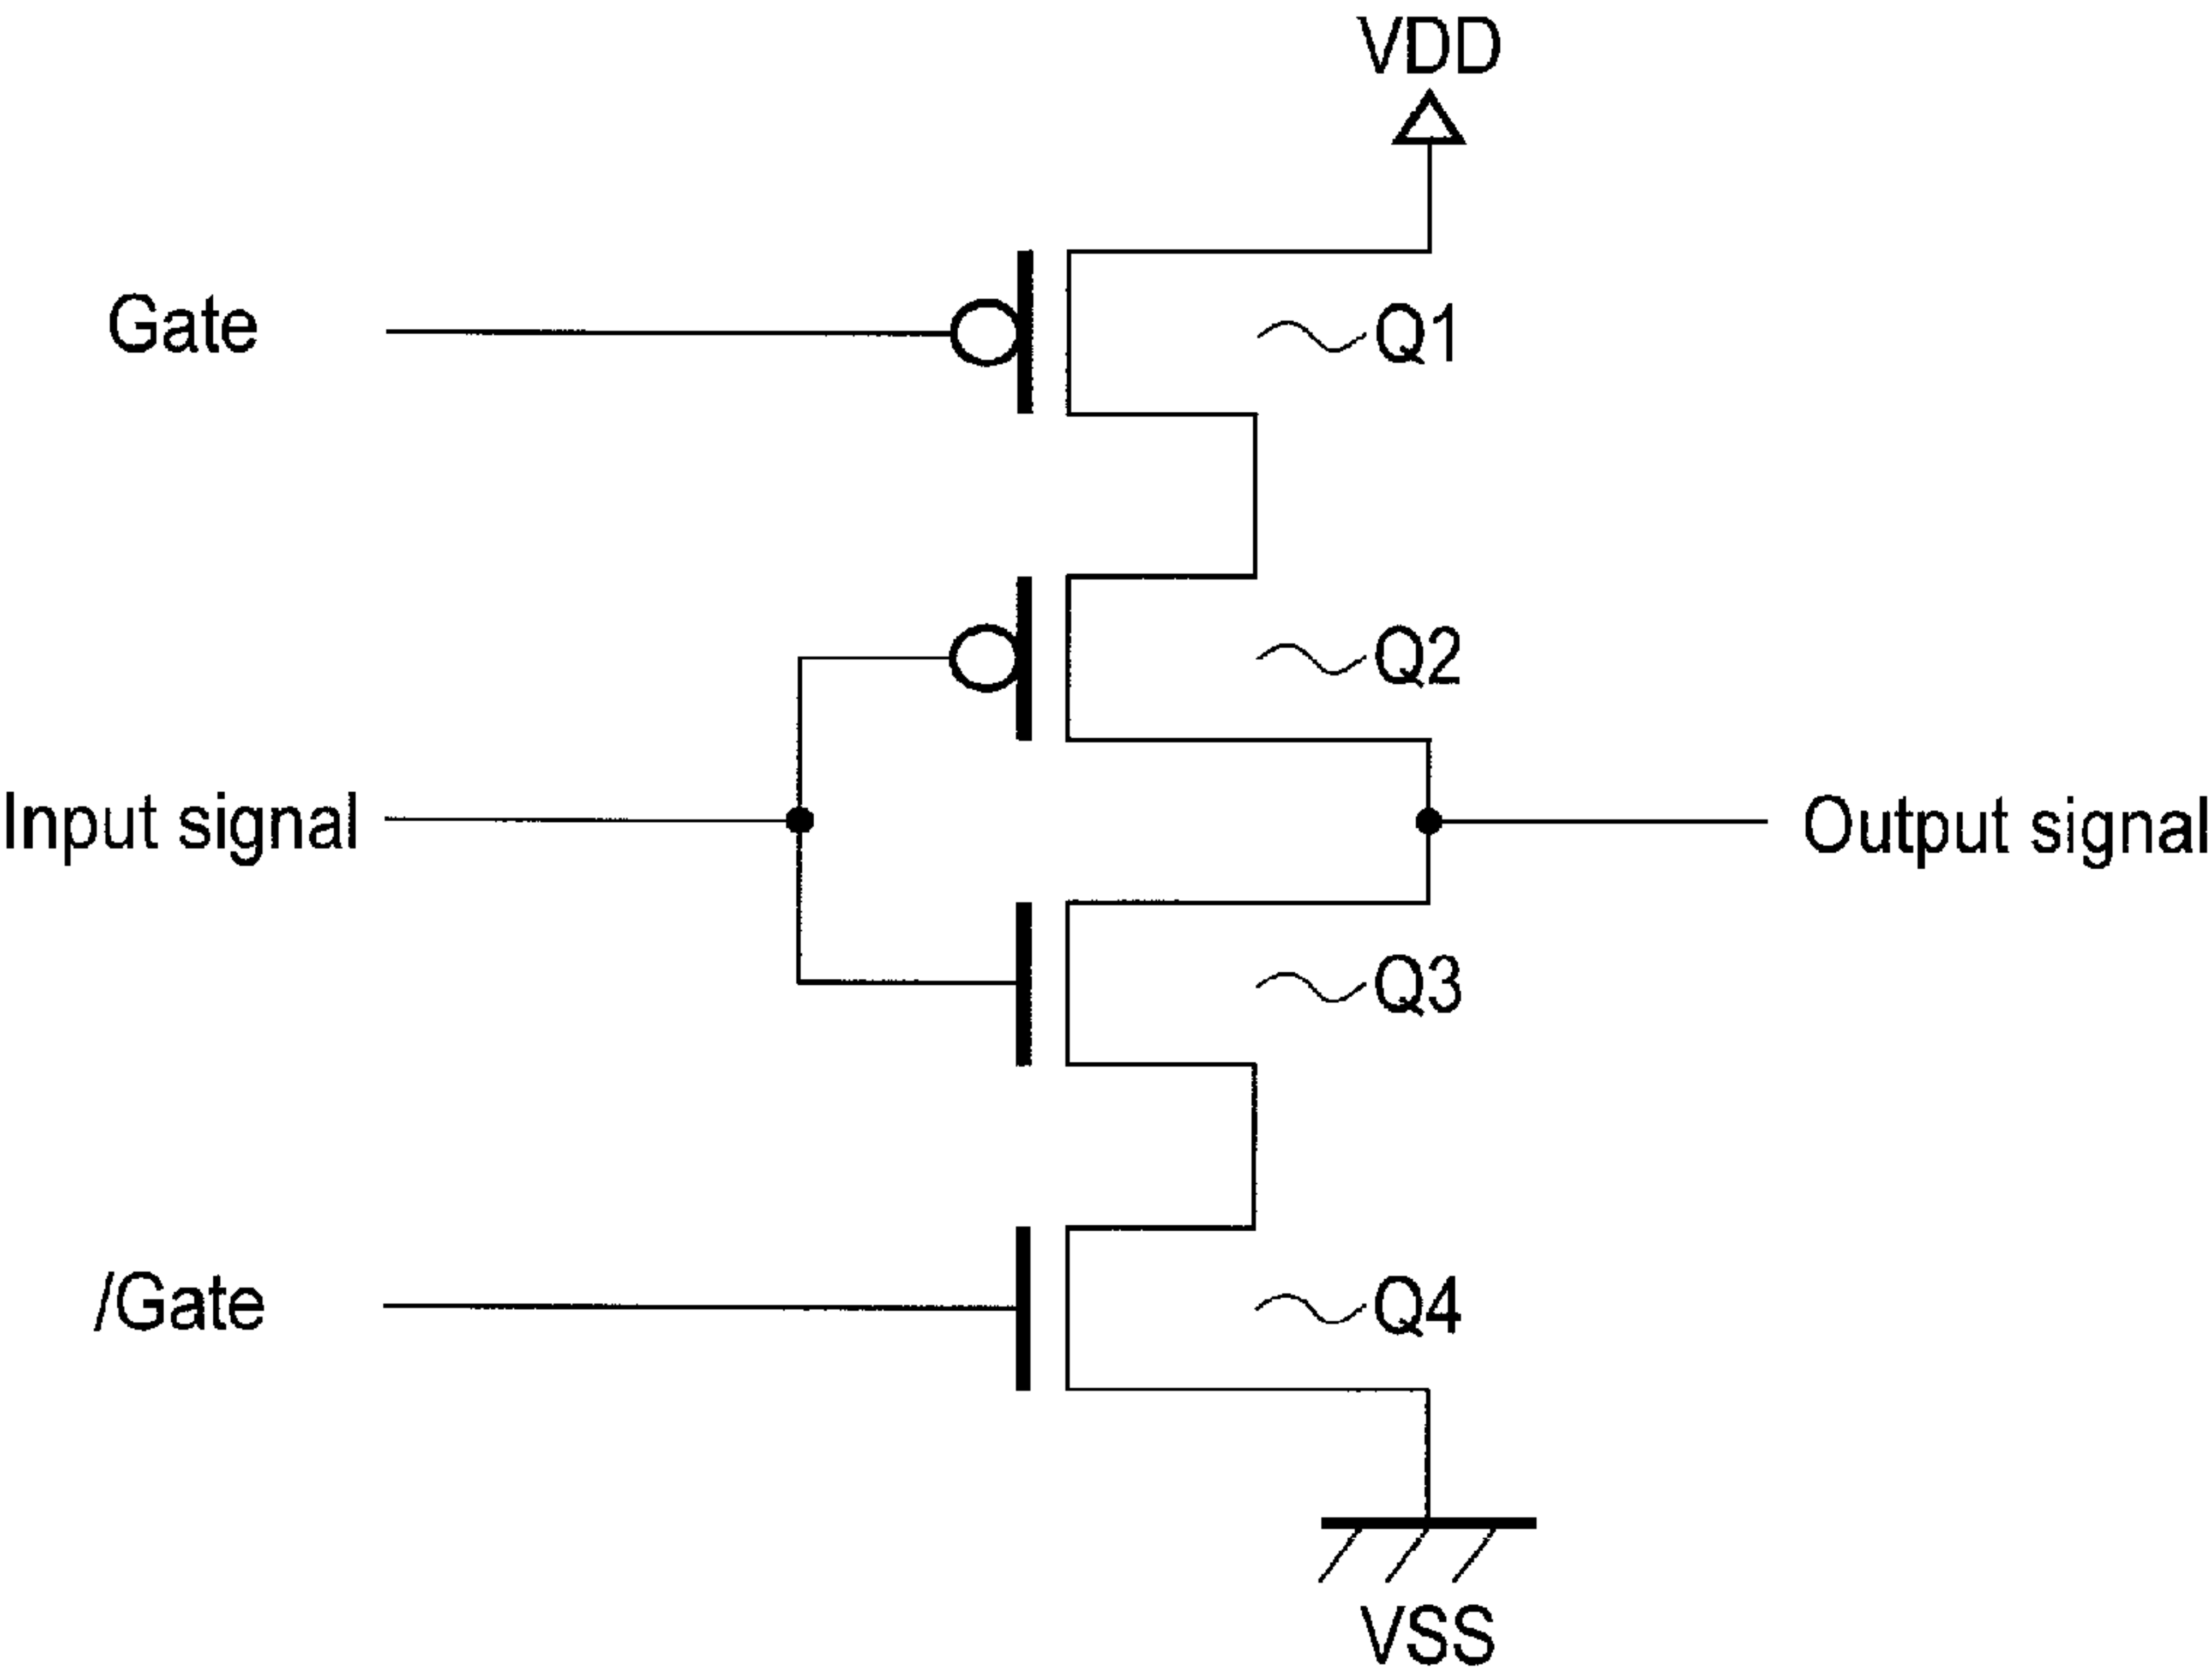 VDD
Gate
Q1
Q2
Input signal
Output signal
Q3
/Gate
Q4
VSS